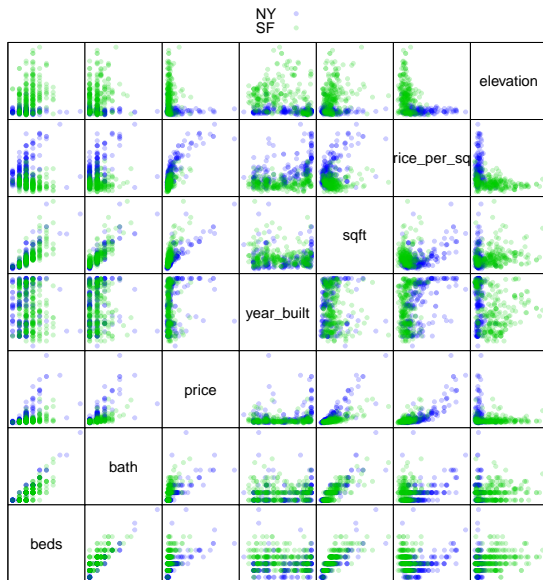 NY
SF
elevation
rice_per_sq
sqft
year_built
price
bath
beds